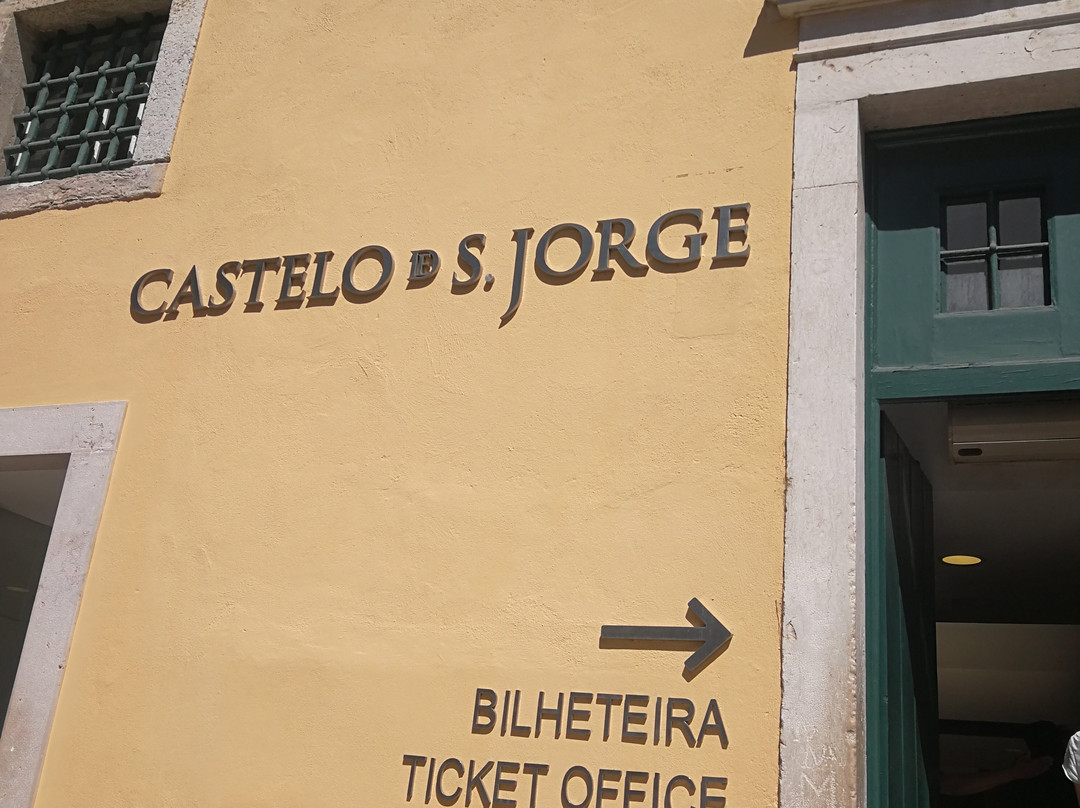 CASTELO DE S. JORGE
BILHETEIRA
TICKET OFFICE